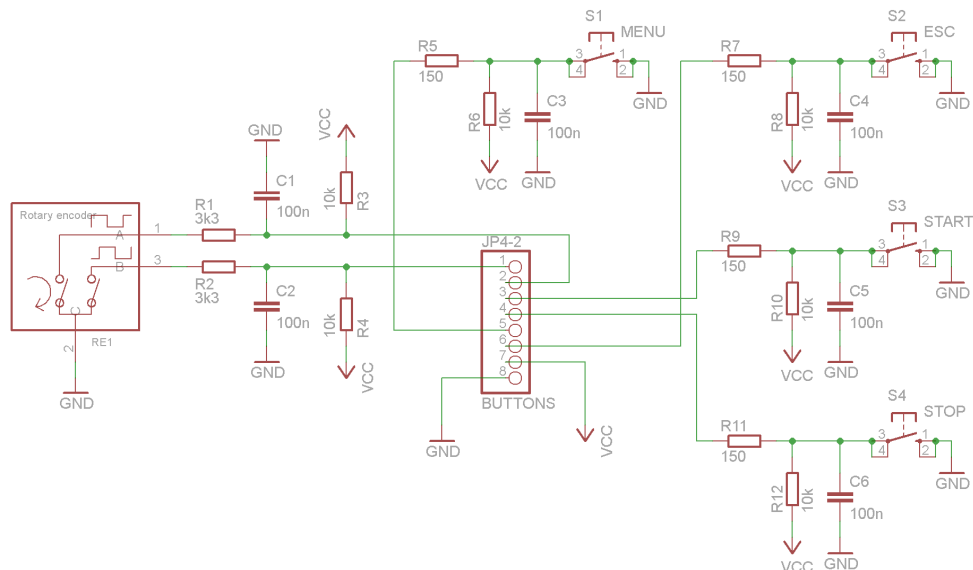 S1
MENU
R5
150
3
1
4
2
R6
10k
C3
100n
GND
VCC
GND
S2
ESC
R7
150
3
1
4
2
R8
10k
C4
100n
GND
VCC
GND
GND
VCC
C1
100n
10k
R3
Rotary encoder
A
B
C
1
3
2
RE1
GND
R1
3k3
R2
3k3
C2
100n
10k
R4
GND
VCC
JP4-2
1
2
3
4
5
6
7
8
BUTTONS
GND
VCC
S3
START
R9
150
3
1
4
2
R10
10k
C5
100n
GND
VCC
GND
S4
STOP
R11
150
3
1
4
2
R12
10k
C6
100n
GND
VCC
GND